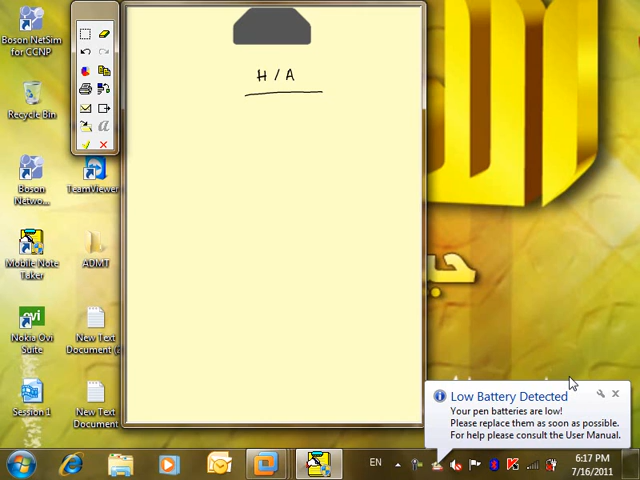 Boson NetSim
for CCNP
Recycle Bin
Boson
Netwo...
TeamViewer
Mobile Note
Taker
ADMT
ovi
Nokia Ovi
Suite
New Text
Document (...
Session 1
New Text
Document
H / A
Low Battery Detected
Your pen batteries are low!
Please replace them as soon as possible.
For help please consult the User Manual.
EN
6:17 PM
7/16/2011